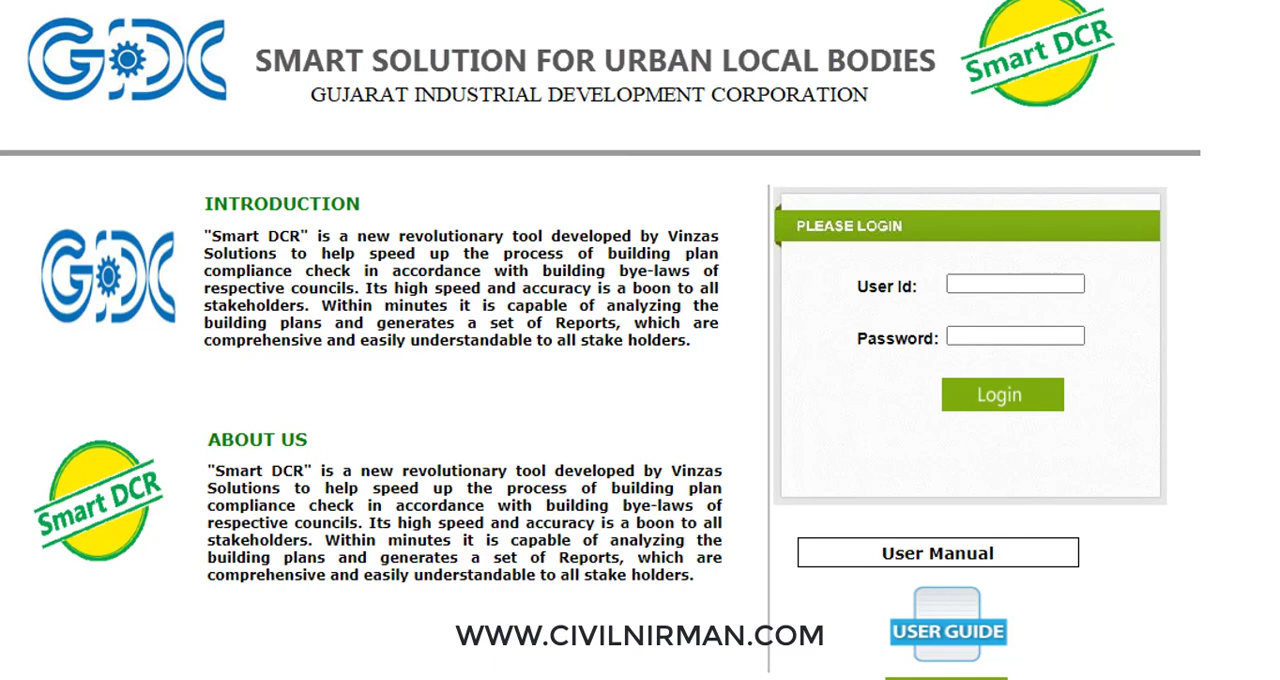 GIDC
SMART SOLUTION FOR URBAN LOCAL BODIES
GUJARAT INDUSTRIAL DEVELOPMENT CORPORATION
Smart DCR
INTRODUCTION
GIDC
"Smart DCR" is a new revolutionary tool developed by Vinzas
Solutions to help speed up the process of building plan
compliance check in accordance with building bye-laws of
respective councils. Its high speed and accuracy is a boon to all
stakeholders. Within minutes it is capable of analyzing the
building plans and generates a set of Reports, which are
comprehensive and easily understandable to all stake holders.
ABOUT US
Smart DCR
"Smart DCR" is a new revolutionary tool developed by Vinzas
Solutions to help speed up the process of building plan
compliance check in accordance with building bye-laws of
respective councils. Its high speed and accuracy is a boon to all
stakeholders. Within minutes it is capable of analyzing the
building plans and generates a set of Reports, which are
comprehensive and easily understandable to all stake holders.
PLEASE LOGIN
User Id:
Password:
Login
User Manual
USER GUIDE
WWW.CIVILNIRMAN.COM